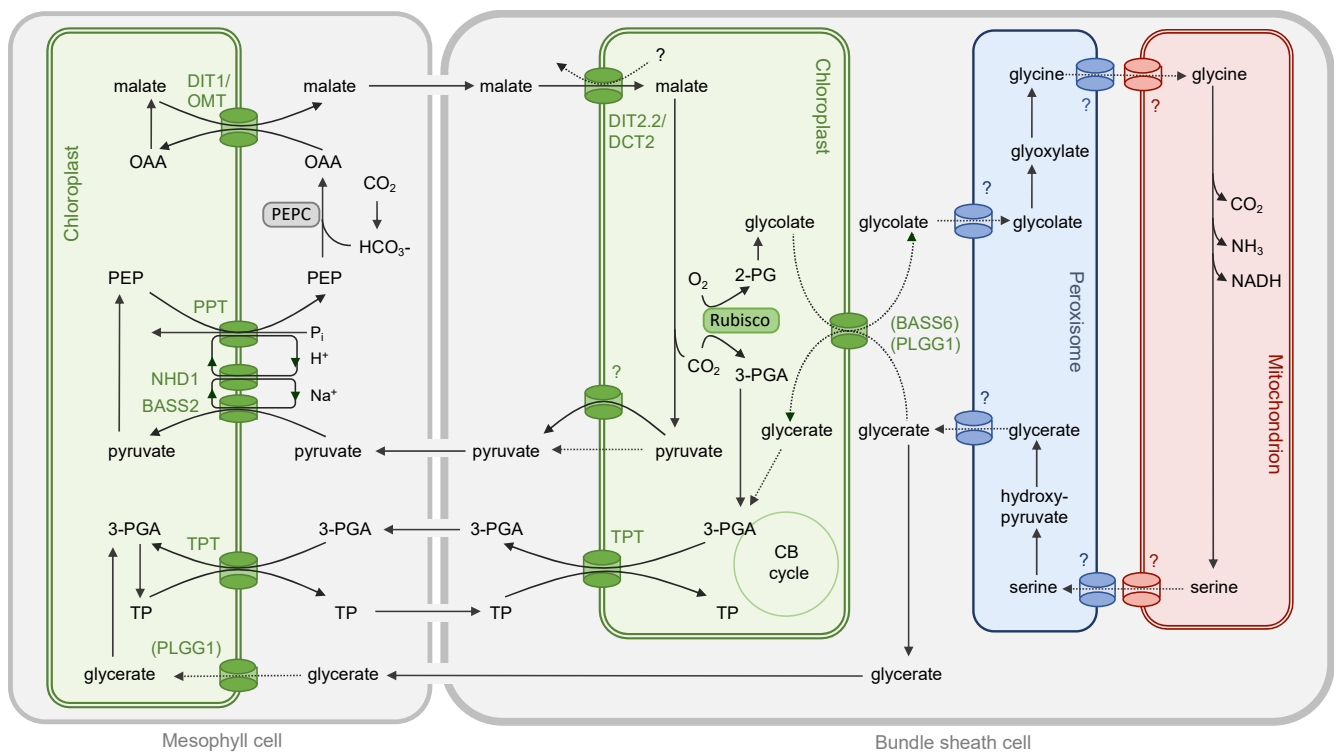 malate
DIT1/
OMT
malate
malate
?
malate
DIT2.2/
DCT2
Chloroplast
OAA
OAA
CO2
PEPC
HCO3-
Chloroplast
PEP
PEP
PPT
Pi
H+
NHD1
Na+
BASS2
pyruvate
pyruvate
pyruvate
?
pyruvate
glycolate
O2
2-PG
Rubisco
CO2
3-PGA
glycerate
glycolate
(BASS6)
(PLGG1)
glycerate
3-PGA
TPT
3-PGA
3-PGA
TPT
3-PGA
CB
cycle
TP
TP
TP
TP
(PLGG1)
glycerate
glycerate
glycerate
glycine
?
?
glycine
glyoxylate
?
glycolate
Peroxisome
?
glycerate
hydroxy-
pyruvate
serine
?
?
serine
CO2
NH3
NADH
Mitochondrion
Mesophyll cell
Bundle sheath cell